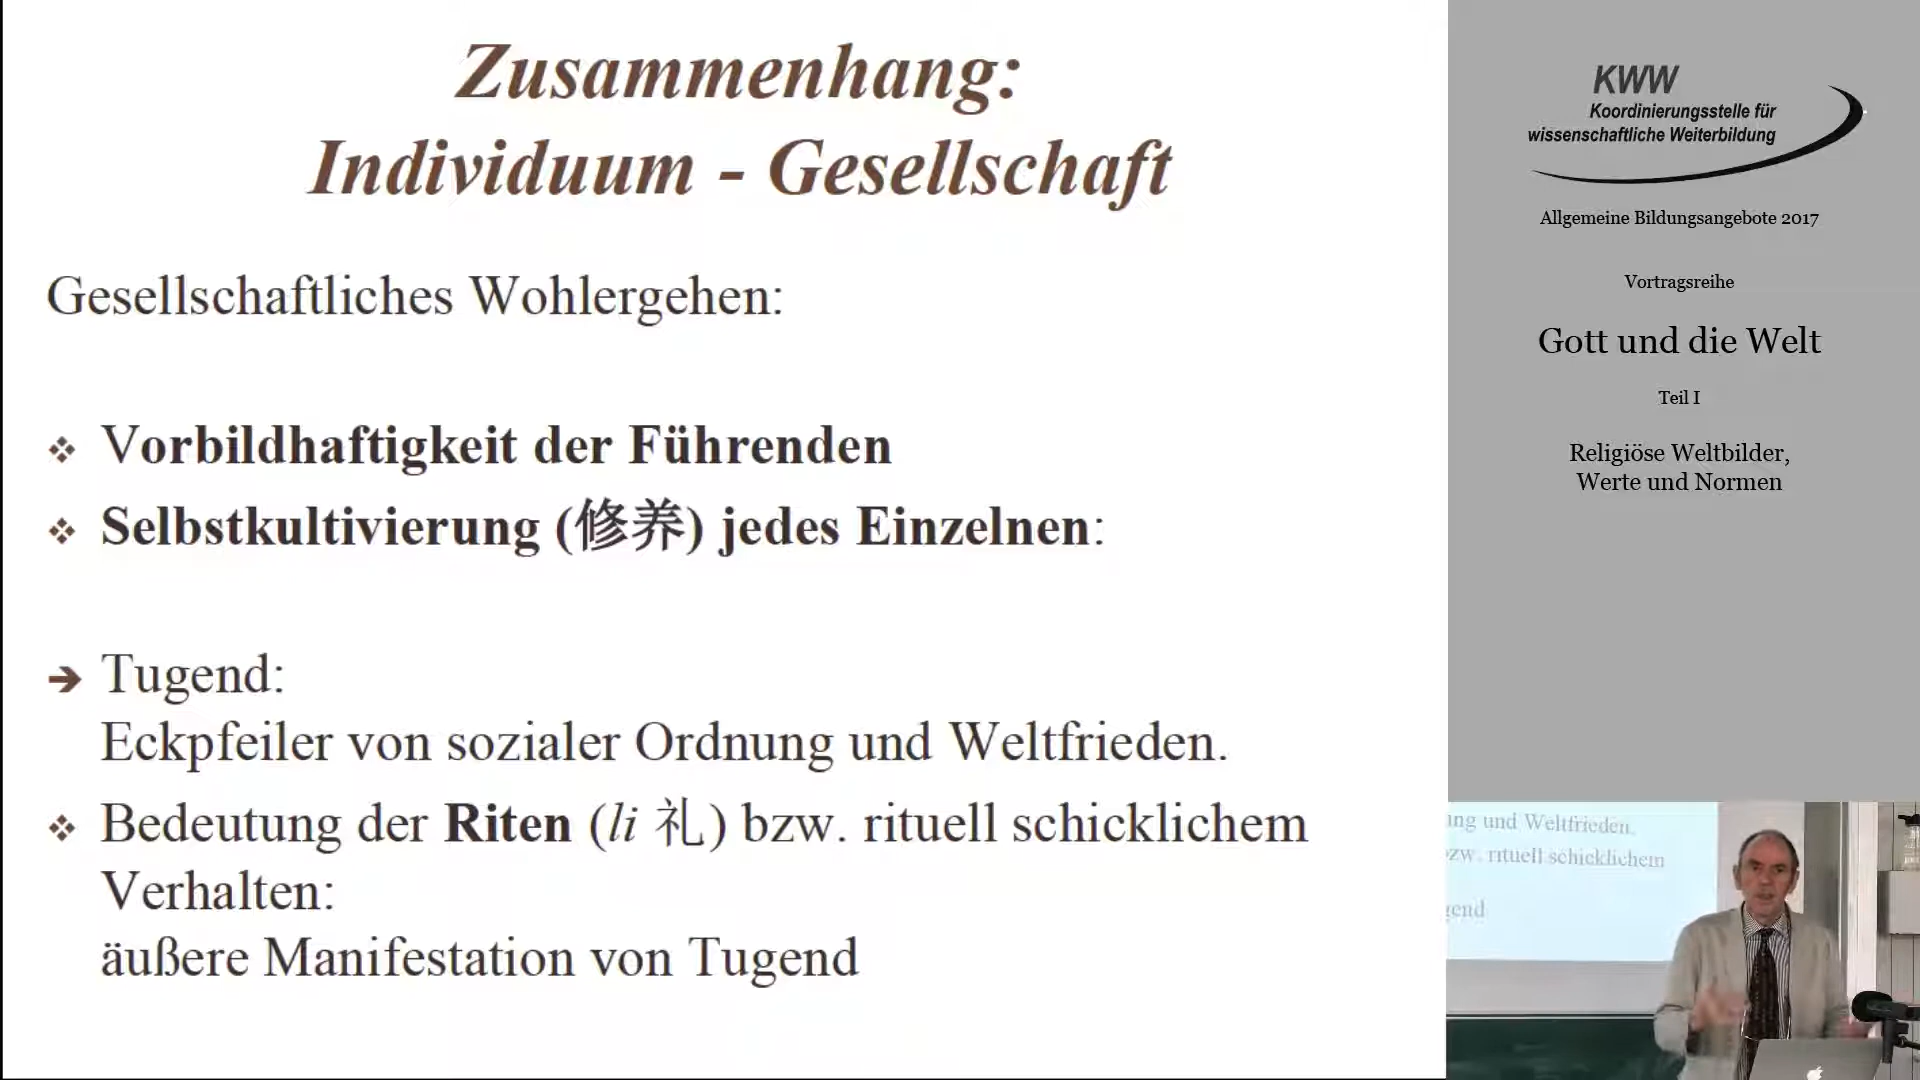 Zusammenhang:
Individuum - Gesellschaft
Gesellschaftliches Wohlergehen:
❖ Vorbildhaftigkeit der Führenden
❖ Selbstkultivierung (修养) jedes Einzelnen:
➔ Tugend:
Eckpfeiler von sozialer Ordnung und Weltfrieden.
❖ Bedeutung der Riten (li 礼) bzw. rituell schicklichem
Verhalten:
äußere Manifestation von Tugend
KWW
Koordinierungsstelle für
wissenschaftliche Weiterbildung
Allgemeine Bildungsangebote 2017
Vortragsreihe
Gott und die Welt
Teil I
Religiöse Weltbilder,
Werte und Normen
ung und Weltfrieden.
bzw. rituell schicklichem
gend